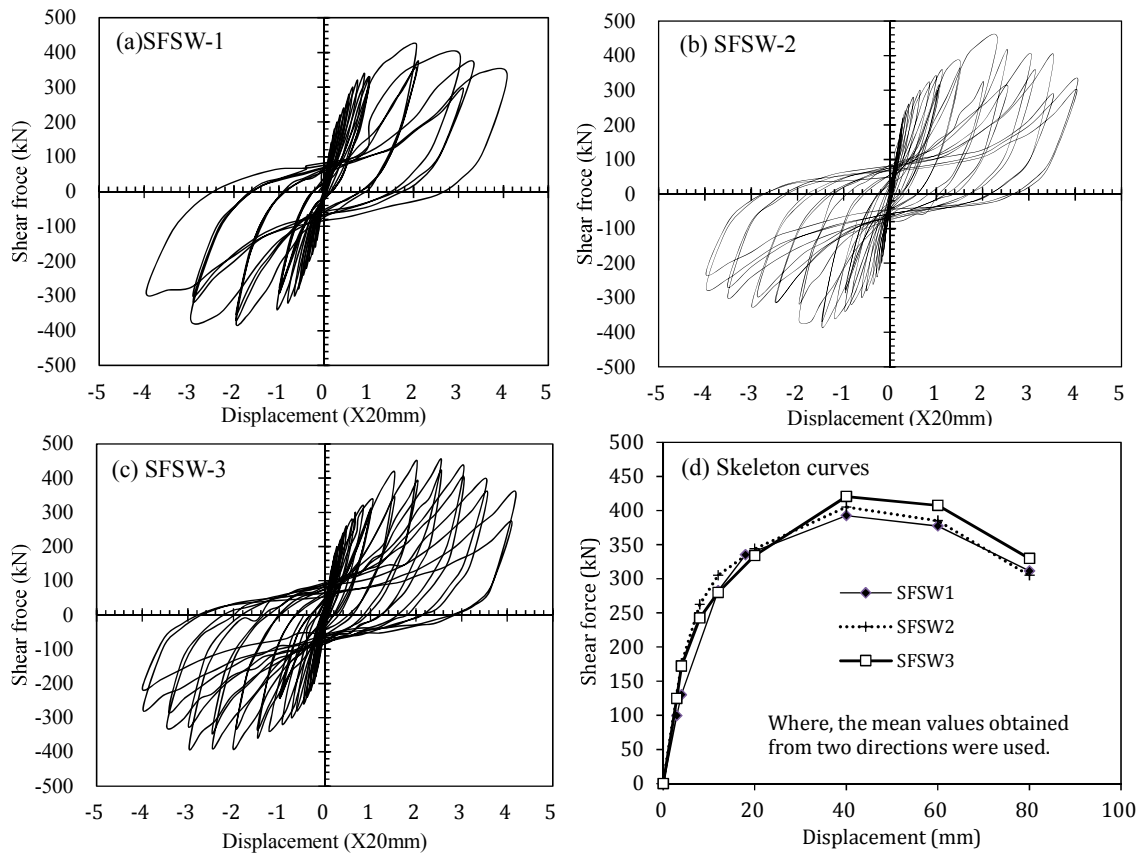 (a)SFSW-1
Shear froce (kN)
500
400
300
200
100
0
-100
-200
-300
-400
-500
-5 -4 -3 -2 -1 0 1 2 3 4 5
Displacement (X20mm)
(b) SFSW-2
Shear froce (kN)
500
400
300
200
100
0
-100
-200
-300
-400
-500
-5 -4 -3 -2 -1 0 1 2 3 4 5
Displacement (X20mm)
(c) SFSW-3
Shear froce (kN)
500
400
300
200
100
0
-100
-200
-300
-400
-500
-5 -4 -3 -2 -1 0 1 2 3 4 5
Displacement (X20mm)
(d) Skeleton curves
Shear force (kN)
500
450
400
350
300
250
200
150
100
50
0
SFSW1
SFSW2
SFSW3
Where, the mean values obtained
from two directions were used.
0 20 40 60 80 100
Displacement (mm)